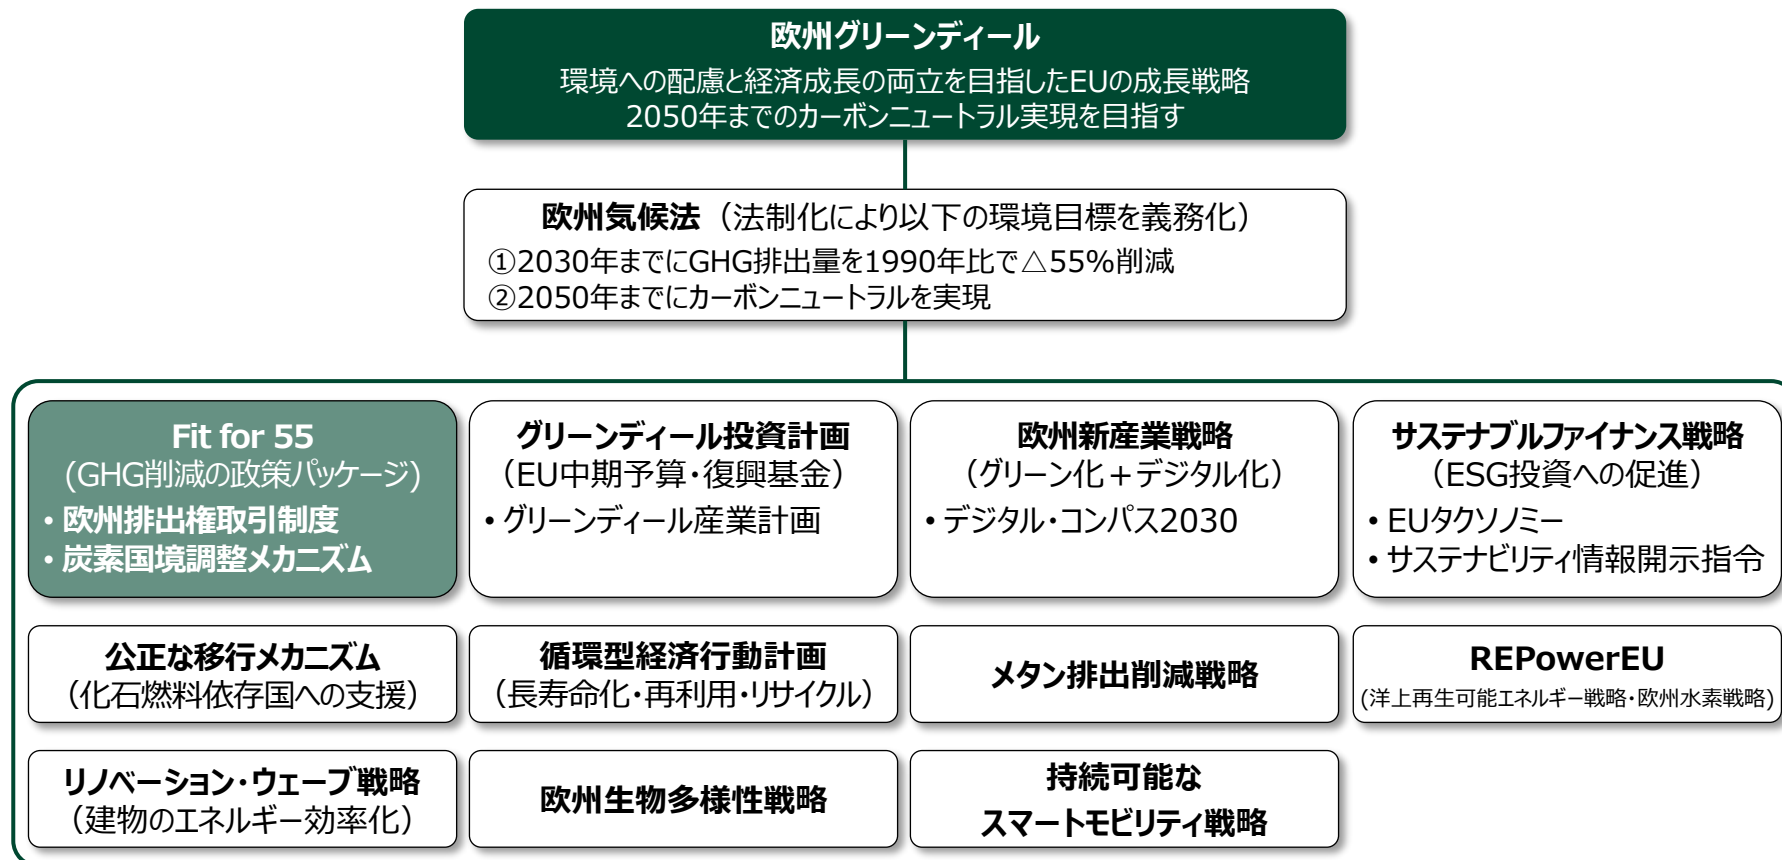 欧州グリーンディール
環境への配慮と経済成長の両立を目指したEUの成長戦略
2050年までのカーボンニュートラル実現を目指す
欧州気候法（法制化により以下の環境目標を義務化）
①2030年までにGHG排出量を1990年比で△55%削減
②2050年までにカーボンニュートラルを実現
Fit for 55
(GHG削減の政策パッケージ)
・欧州排出権取引制度
・炭素国境調整メカニズム
グリーンディール投資計画
（EU中期予算・復興基金）
・グリーンディール産業計画
欧州新産業戦略
（グリーン化＋デジタル化）
・デジタル・コンパス2030
サステナブルファイナンス戦略
（ESG投資への促進）
・EUタクソノミー
・サステナビリティ情報開示指令
公正な移行メカニズム
（化石燃料依存国への支援）
循環型経済行動計画
（長寿命化・再利用・リサイクル）
メタン排出削減戦略
REPowerEU
(洋上再生可能エネルギー戦略・欧州水素戦略)
リノベーション・ウェーブ戦略
（建物のエネルギー効率化）
欧州生物多様性戦略
持続可能な
スマートモビリティ戦略